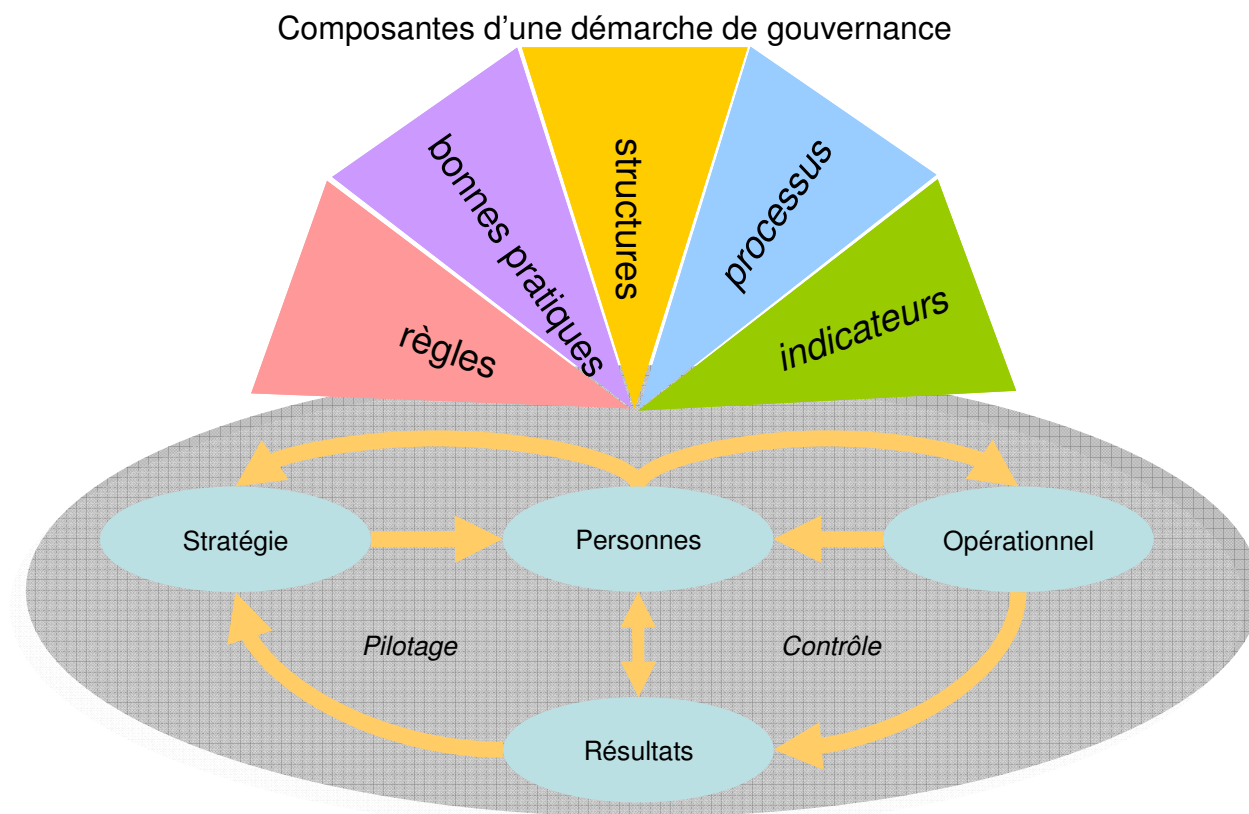 Composantes d’une démarche de gouvernance
règles
bonnes pratiques
structures
processus
indicateurs
Stratégie
Personnes
Opérationnel
Pilotage
Contrôle
Résultats